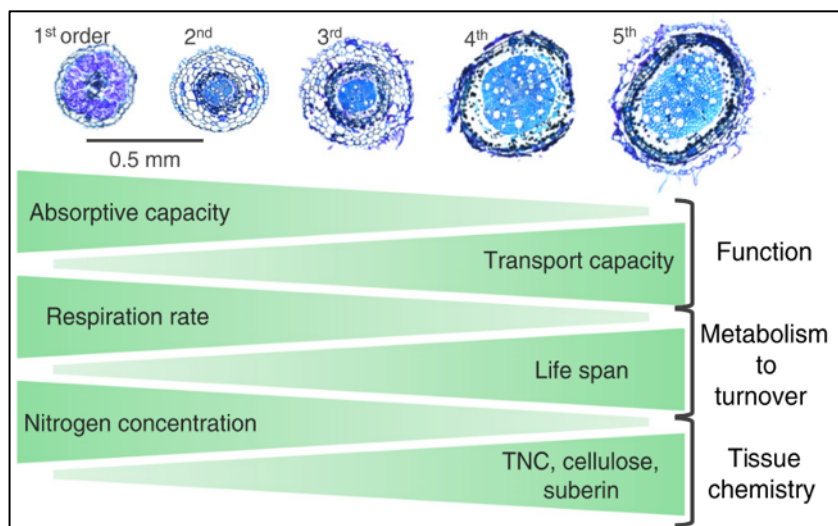 1st order
2nd
3rd
4th
5th
0.5 mm
Absorptive capacity
Transport capacity
Function
Respiration rate
Life span
Metabolism
to
turnover
Nitrogen concentration
TNC, cellulose,
suberin
Tissue
chemistry